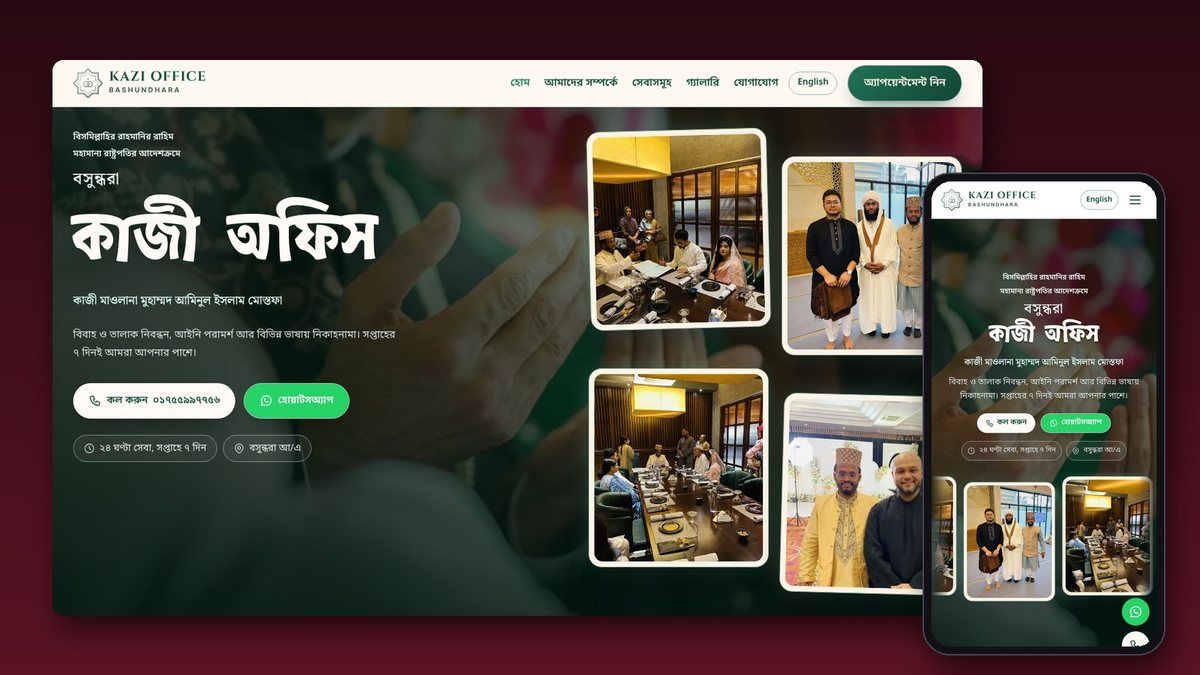 KAZI OFFICE
BASHUNDHARA
হোম আমাদের সম্পর্কে সেবাসমূহ গ্যালারি যোগাযোগ English অ্যাপয়েন্টমেন্ট নিন
বিসমিল্লাহির রাহমানির রাহিম
মহামান্য রাষ্ট্রপতির আদেশক্রমে
বসুন্ধরা
কাজী অফিস
কাজী মাওলানা মুহাম্মদ আমিনুল ইসলাম মোস্তফা
বিবাহ ও তালাক নিবন্ধন, আইনি পরামর্শ আর বিভিন্ন ভাষায় নিকাহনামা। সপ্তাহের
৭ দিনই আমরা আপনার পাশে।
কল করুন ০১৭৫৫৯৯৭৭৫৬ হোয়াটসঅ্যাপ
২৪ ঘণ্টা সেবা, সপ্তাহে ৭ দিন বসুন্ধরা আ/এ
KAZI OFFICE
BASHUNDHARA
English
বিসমিল্লাহির রাহমানির রাহিম
মহামান্য রাষ্ট্রপতির আদেশক্রমে
বসুন্ধরা
কাজী অফিস
কাজী মাওলানা মুহাম্মদ আমিনুল ইসলাম মোস্তফা
বিবাহ ও তালাক নিবন্ধন, আইনি পরামর্শ আর বিভিন্ন ভাষায়
নিকাহনামা। সপ্তাহের ৭ দিনই আমরা আপনার পাশে।
কল করুন হোয়াটসঅ্যাপ
২৪ ঘণ্টা সেবা, সপ্তাহে ৭ দিন বসুন্ধরা আ/এ